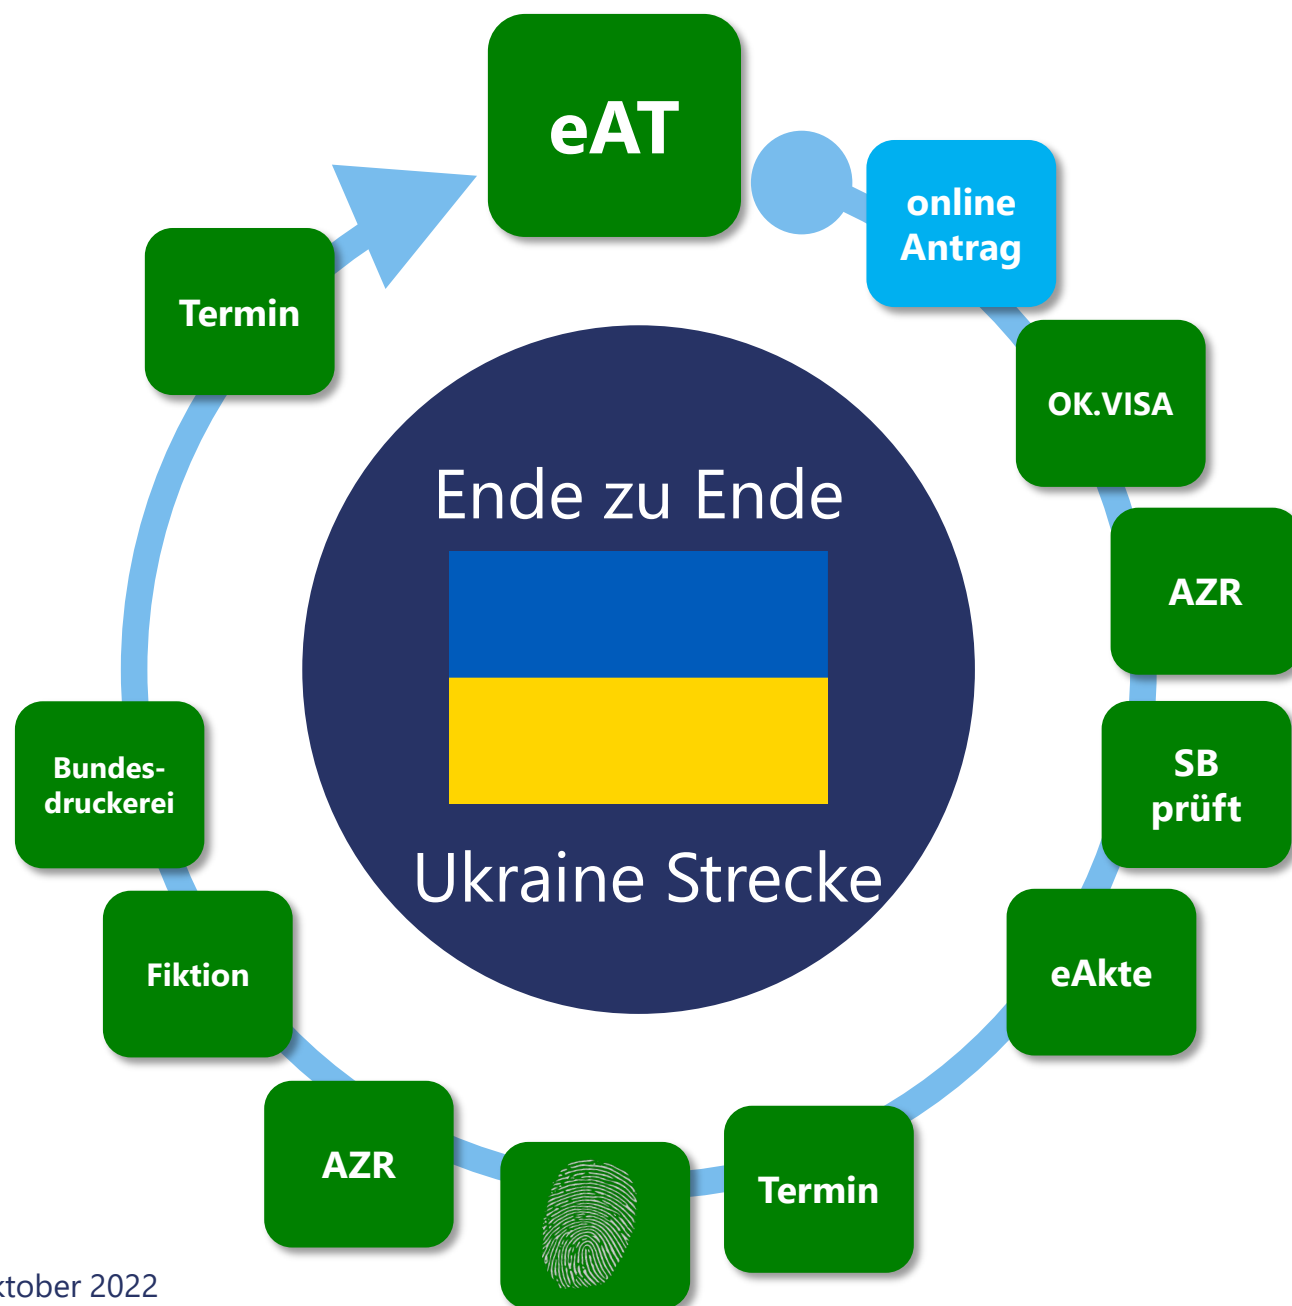 eAT
online
Antrag
OK.VISA
AZR
SB
prüft
eAkte
Termin
AZR
Fiktion
Bundes-
druckerei
Termin
Ende zu Ende
Ukraine Strecke
2022